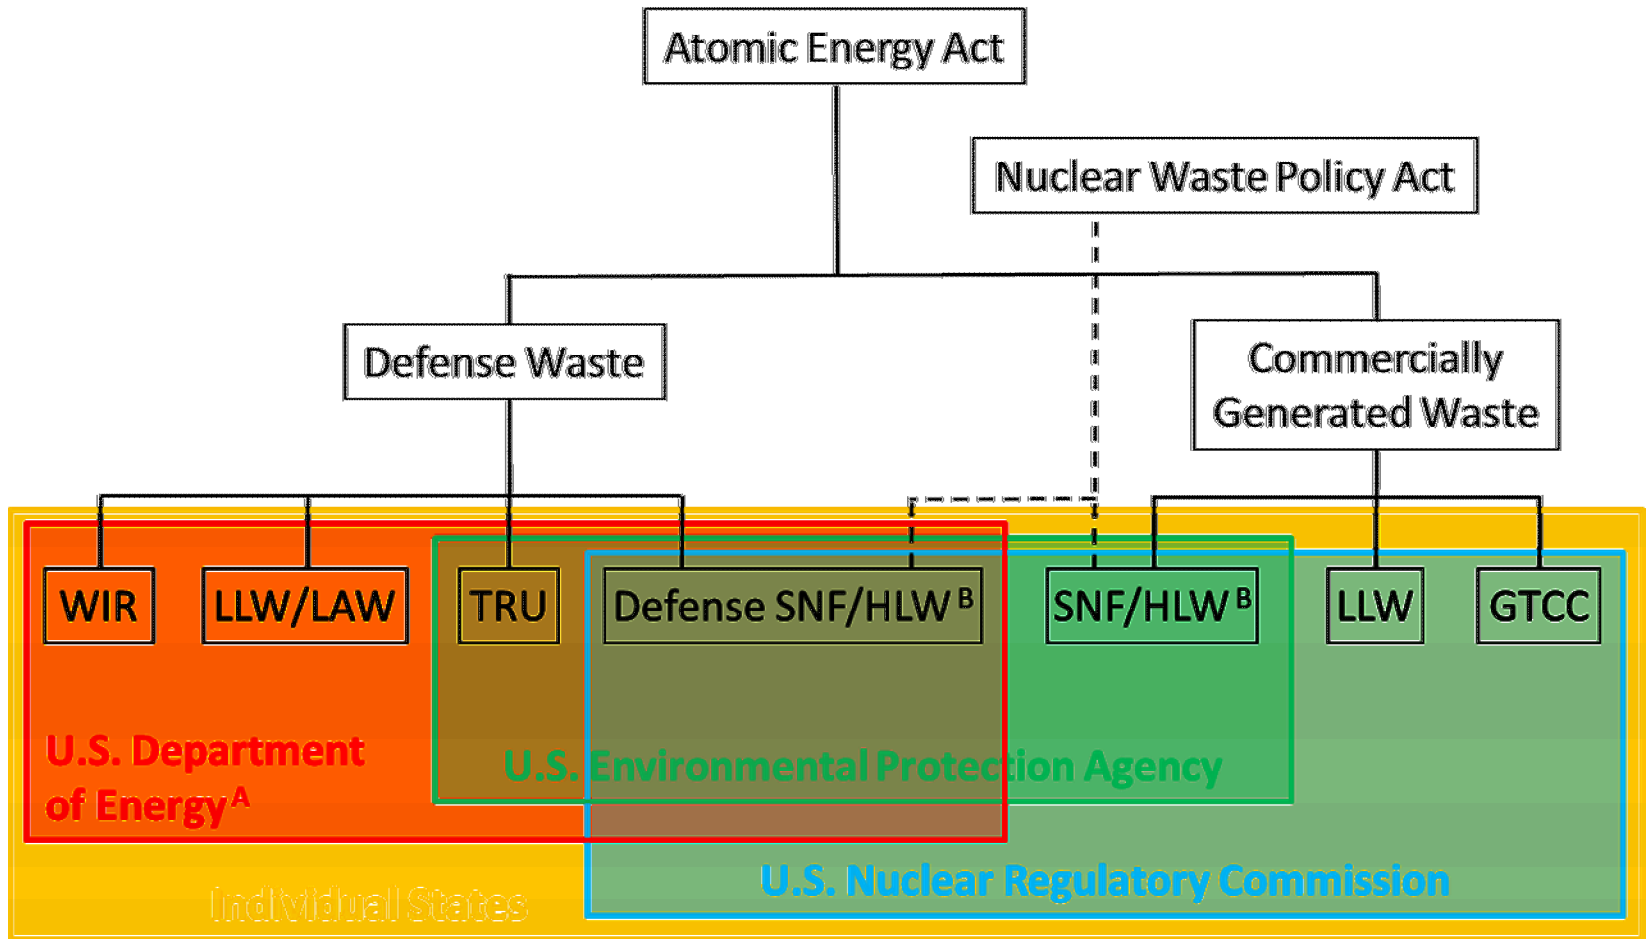 Atomic Energy Act
Nuclear Waste Policy Act
Defense Waste
Commercially
Generated Waste
WIR
LLW/LAW
TRU
Defense SNF/HLW B
SNF/HLW B
LLW
GTCC
U.S. Department
of Energy A
U.S. Environmental Protection Agency
U.S. Nuclear Regulatory Commission
Individual States